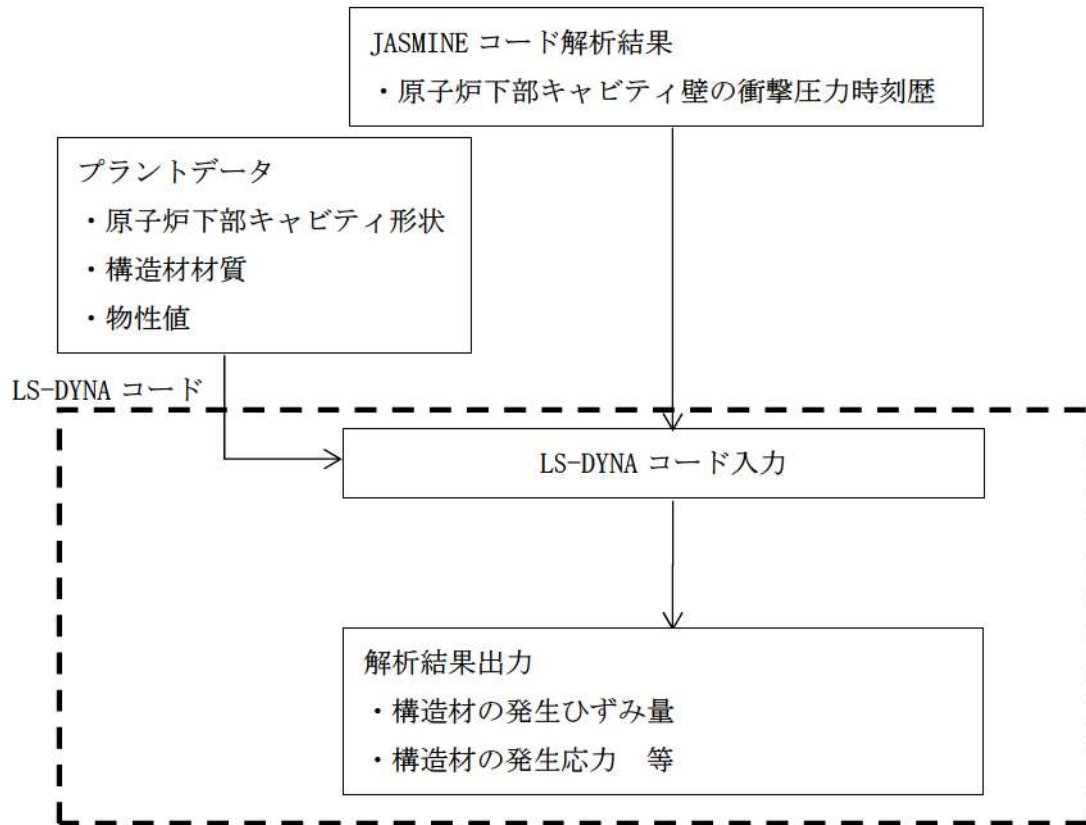 JASMINE コード解析結果
・原子炉下部キャビティ壁の衝撃圧力時刻歴
プラントデータ
・原子炉下部キャビティ形状
・構造材材質
・物性値
LS-DYNA コード
LS-DYNA コード入力
解析結果出力
・構造材の発生ひずみ量
・構造材の発生応力　等